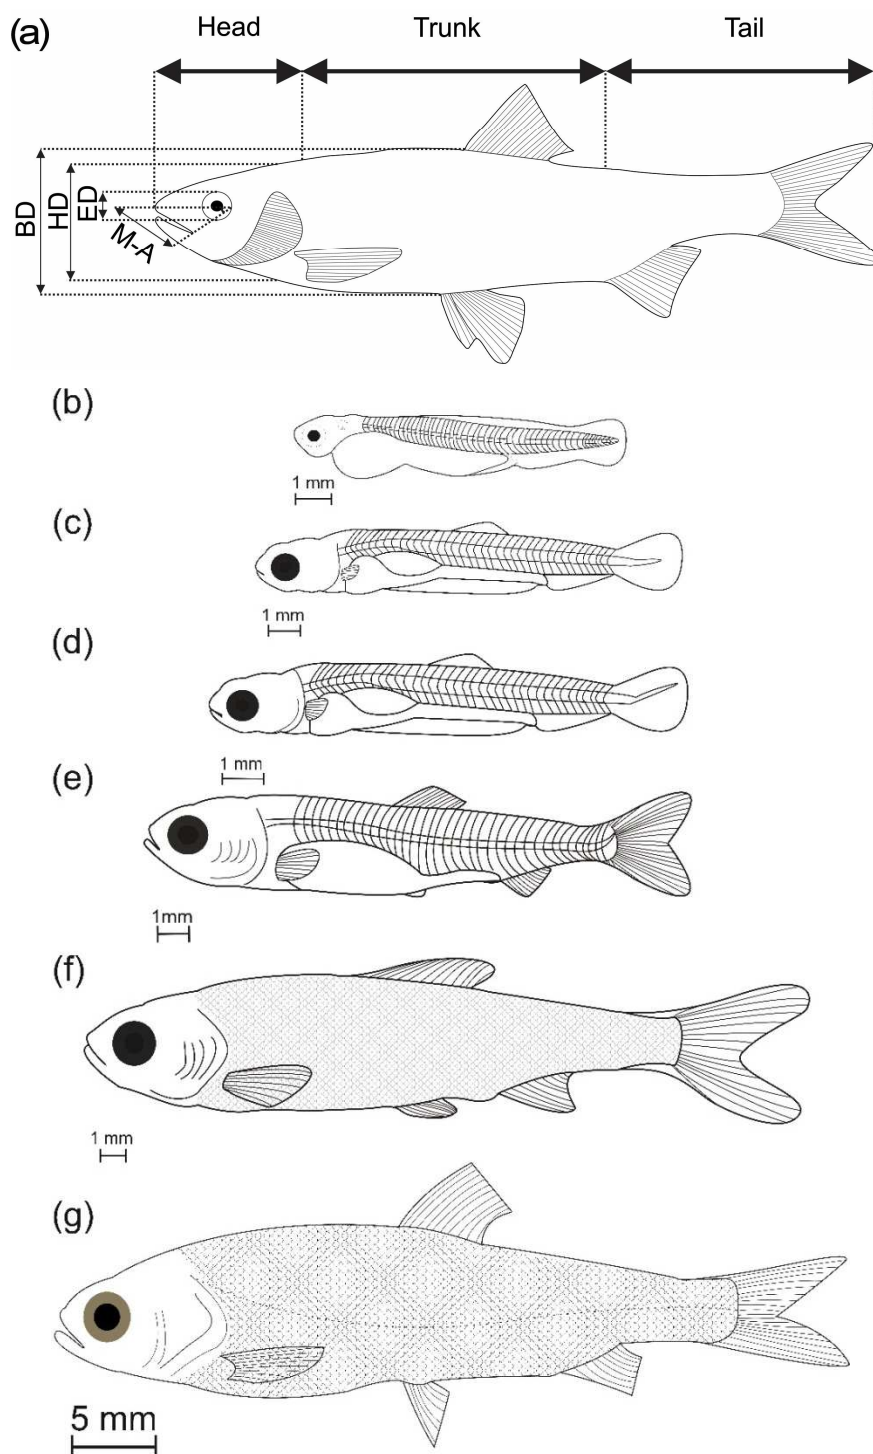 (a)
Head Trunk Tail
BD HD ED M-A
(b)
1 mm
(c)
1 mm
(d)
1 mm
(e)
1mm
(f)
1 mm
(g)
5 mm